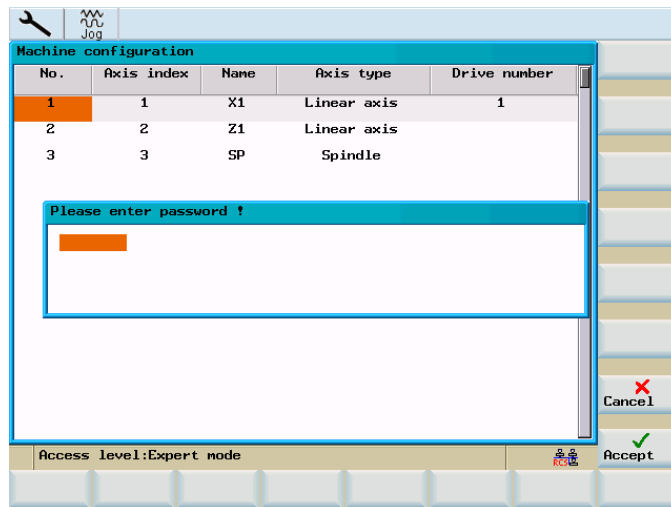 Jog
Machine configuration
No. Axis index Name Axis type Drive number
1 1 X1 Linear axis 1
2 2 Z1 Linear axis
3 3 SP Spindle
Please enter password !
Cancel
Access level:Expert mode
RCS
Accept